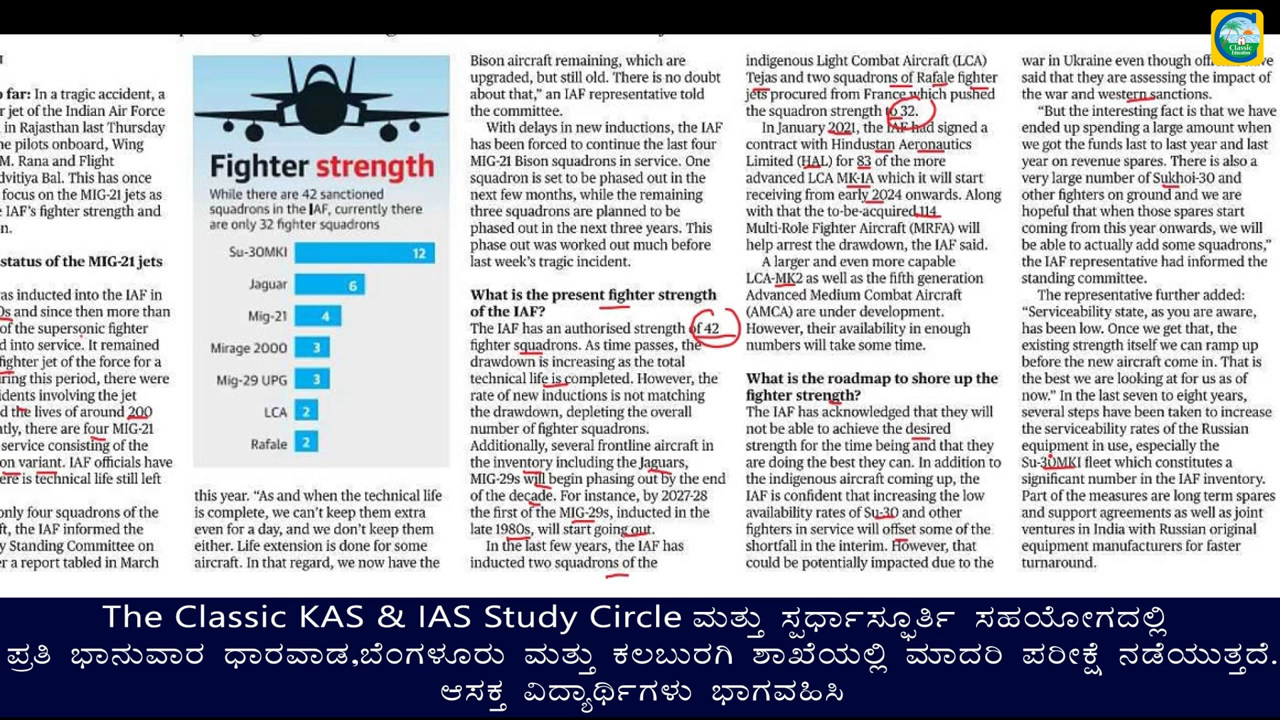 o far: In a tragic accident, a
r jet of the Indian Air Force
in Rajasthan last Thursday
e pilots onboard, Wing
M. Rana and Flight
dvitiya Bal. This has once
focus on the MIG-21 jets as
e IAF's fighter strength and
n.
status of the MIG-21 jets
as inducted into the IAF in
0s and since then more than
of the supersonic fighter
d into service. It remained
fighter jet of the force for a
ring this period, there were
idents involving the jet
d the lives of around 200
tly, there are four MIG-21
service consisting of the
on variant. IAF officials have
ere is technical life still left
only four squadrons of the
ft, the IAF informed the
y Standing Committee on
er a report tabled in March
Fighter strength
While there are 42 sanctioned
squadrons in the IAF, currently there
are only 32 fighter squadrons
Su-30MKI 12
Jaguar 6
Mig-21 4
Mirage 2000 3
Mig-29 UPG 3
LCA 2
Rafale 2
this year. “As and when the technical life
is complete, we can't keep them extra
even for a day, and we don't keep them
either. Life extension is done for some
aircraft. In that regard, we now have the
Bison aircraft remaining, which are
upgraded, but still old. There is no doubt
about that,” an IAF representative told
the committee.
With delays in new inductions, the IAF
has been forced to continue the last four
MIG-21 Bison squadrons in service. One
squadron is set to be phased out in the
next few months, while the remaining
three squadrons are planned to be
phased out in the next three years. This
phase out was worked out much before
last week's tragic incident.
What is the present fighter strength
of the IAF?
The IAF has an authorised strength of 42
fighter squadrons. As time passes, the
drawdown is increasing as the total
technical life is completed. However, the
rate of new inductions is not matching
the drawdown, depleting the overall
number of fighter squadrons.
Additionally, several frontline aircraft in
the inventory including the Jaguars,
MIG-29s will begin phasing out by the end
of the decade. For instance, by 2027-28
the first of the MIG-29s, inducted in the
late 1980s, will start going out.
In the last few years, the IAF has
inducted two squadrons of the
indigenous Light Combat Aircraft (LCA)
Tejas and two squadrons of Rafale fighter
jets procured from France which pushed
the squadron strength to 32.
In January 2021, the IAF had signed a
contract with Hindustan Aeronautics
Limited (HAL) for 83 of the more
advanced LCA MK-1A which it will start
receiving from early 2024 onwards. Along
with that the to-be-acquired 114
Multi-Role Fighter Aircraft (MRFA) will
help arrest the drawdown, the IAF said.
A larger and even more capable
LCA-MK2 as well as the fifth generation
Advanced Medium Combat Aircraft
(AMCA) are under development.
However, their availability in enough
numbers will take some time.
What is the roadmap to shore up the
fighter strength?
The IAF has acknowledged that they will
not be able to achieve the desired
strength for the time being and that they
are doing the best they can. In addition to
the indigenous aircraft coming up, the
IAF is confident that increasing the low
availability rates of Su-30 and other
fighters in service will offset some of the
shortfall in the interim. However, that
could be potentially impacted due to the
war in Ukraine even though off ve
said that they are assessing the impact of
the war and western sanctions.
“But the interesting fact is that we have
ended up spending a large amount when
we got the funds last to last year and last
year on revenue spares. There is also a
very large number of Sukhoi-30 and
other fighters on ground and we are
hopeful that when those spares start
coming from this year onwards, we will
be able to actually add some squadrons,”
the IAF representative had informed the
standing committee.
The representative further added:
“Serviceability state, as you are aware,
has been low. Once we get that, the
existing strength itself we can ramp up
before the new aircraft come in. That is
the best we are looking at for us as of
now.” In the last seven to eight years,
several steps have been taken to increase
the serviceability rates of the Russian
equipment in use, especially the
Su-30MKI fleet which constitutes a
significant number in the IAF inventory.
Part of the measures are long term spares
and support agreements as well as joint
ventures in India with Russian original
equipment manufacturers for faster
turnaround.
Classic
Education
The Classic KAS & IAS Study Circle ಮತ್ತು ಸ್ಪರ್ಧಾಸ್ಫೂರ್ತಿ ಸಹಯೋಗದಲ್ಲಿ
ಪ್ರತಿ ಭಾನುವಾರ ಧಾರವಾಡ,ಬೆಂಗಳೂರು ಮತ್ತು ಕಲಬುರಗಿ ಶಾಖೆಯಲ್ಲಿ ಮಾದರಿ ಪರೀಕ್ಷೆ ನಡೆಯುತ್ತದೆ.
ಆಸಕ್ತ ವಿದ್ಯಾರ್ಥಿಗಳು ಭಾಗವಹಿಸಿ